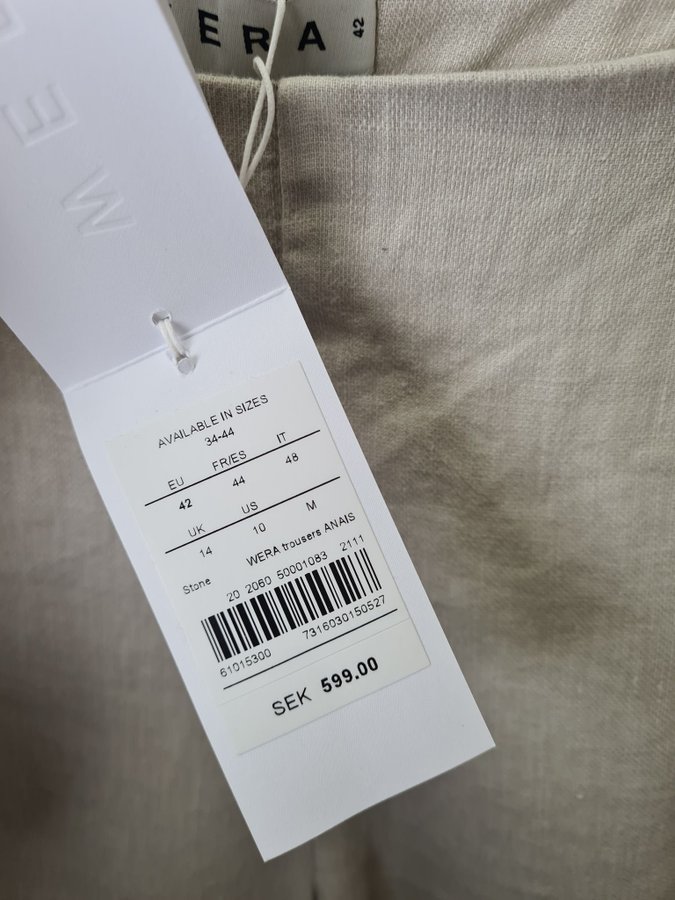 ERA 42
WE
AVAILABLE IN SIZES
34-44
EU FR/ES IT
42 44 48
UK US M
14 10
Stone WERA trousers ANAIS
20 2060 50001083 2111
61015300 7316030150527
SEK 599.00